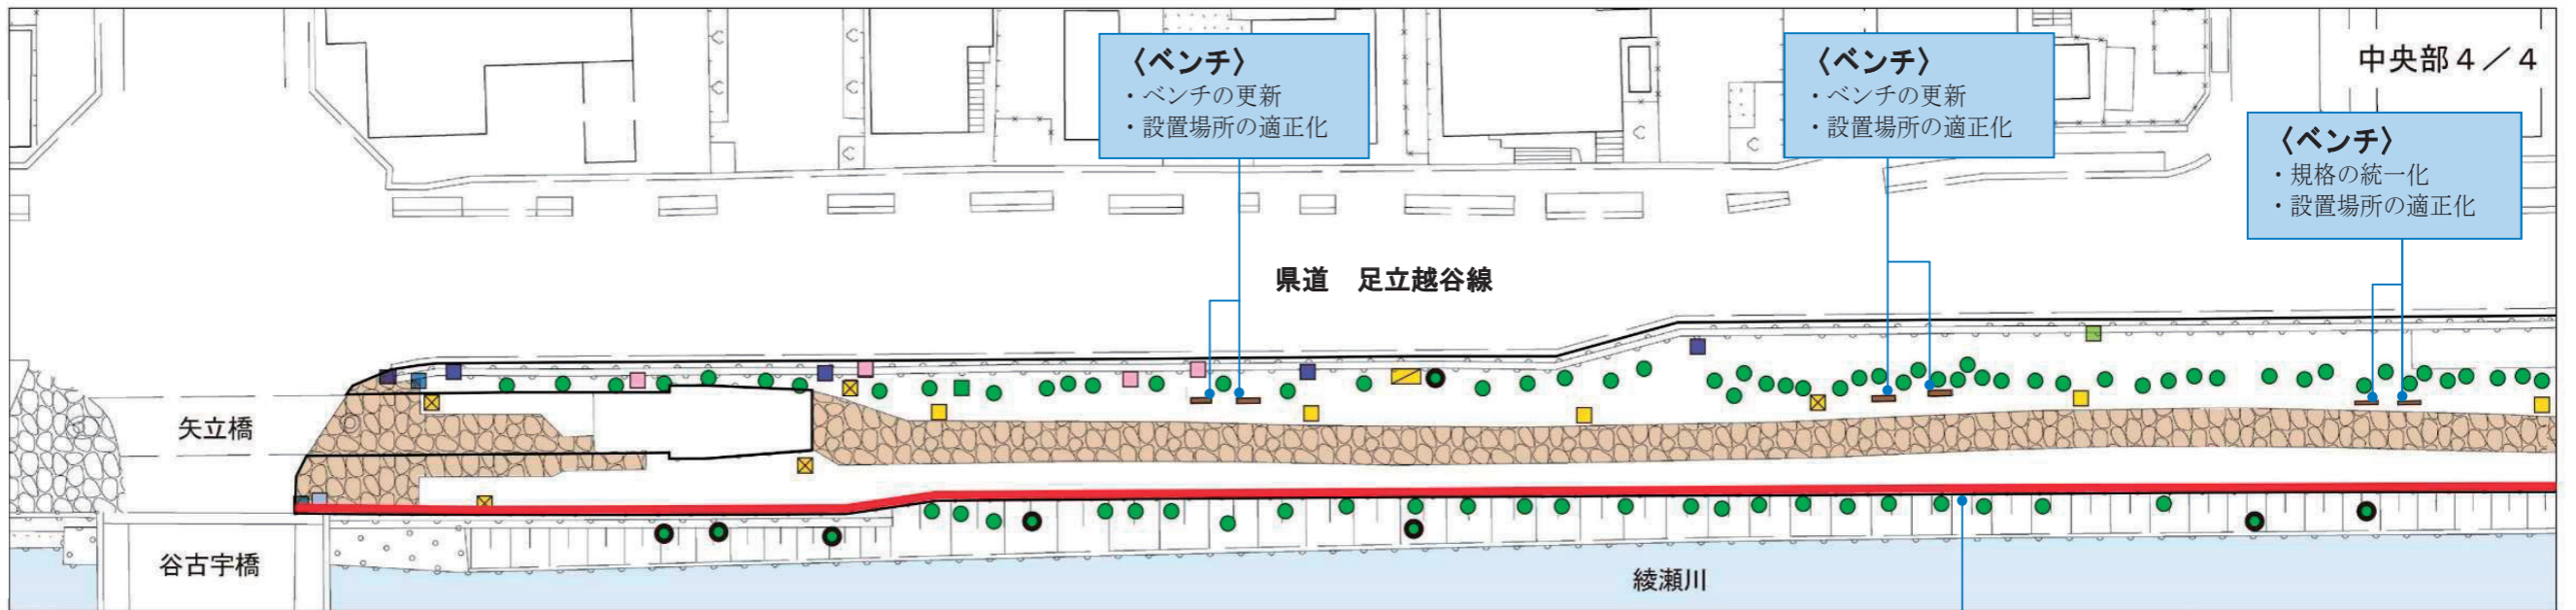 中央部4／4
〈ベンチ〉
・ベンチの更新
・設置場所の適正化
〈ベンチ〉
・ベンチの更新
・設置場所の適正化
〈ベンチ〉
・規格の統一化
・設置場所の適正化
県道　足立越谷線
矢立橋
谷古宇橋
綾瀬川